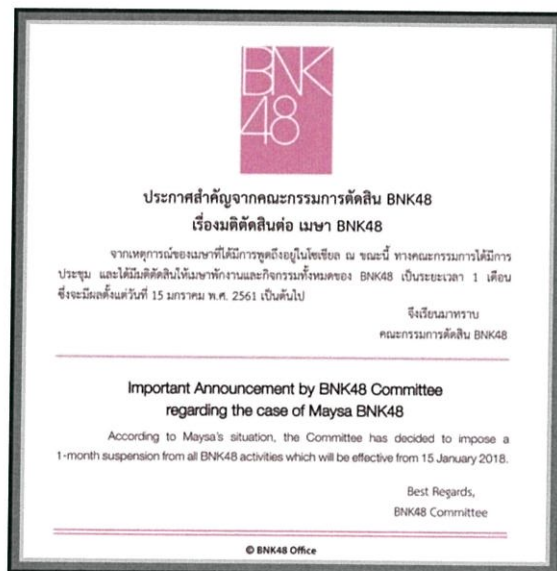 BNK
48
ประกาศสำคัญจากคณะกรรมการตัดสิน BNK48
เรื่องมติตัดสินต่อ เมษา BNK48
จากเหตุการณ์ของเมษาที่ได้มีการพูดถึงอยู่ในโซเชียล ณ ขณะนี้ ทางคณะกรรมการได้มีการ
ประชุม และได้มีมติตัดสินให้เมษาพักงานและกิจกรรมทั้งหมดของ BNK48 เป็นระยะเวลา 1 เดือน
ซึ่งจะมีผลตั้งแต่วันที่ 15 มกราคม พ.ศ. 2561 เป็นต้นไป
จึงเรียนมาทราบ
คณะกรรมการตัดสิน BNK48
Important Announcement by BNK48 Committee
regarding the case of Maysa BNK48
According to Maysa's situation, the Committee has decided to impose a
1-month suspension from all BNK48 activities which will be effective from 15 January 2018.
Best Regards,
BNK48 Committee
© BNK48 Office